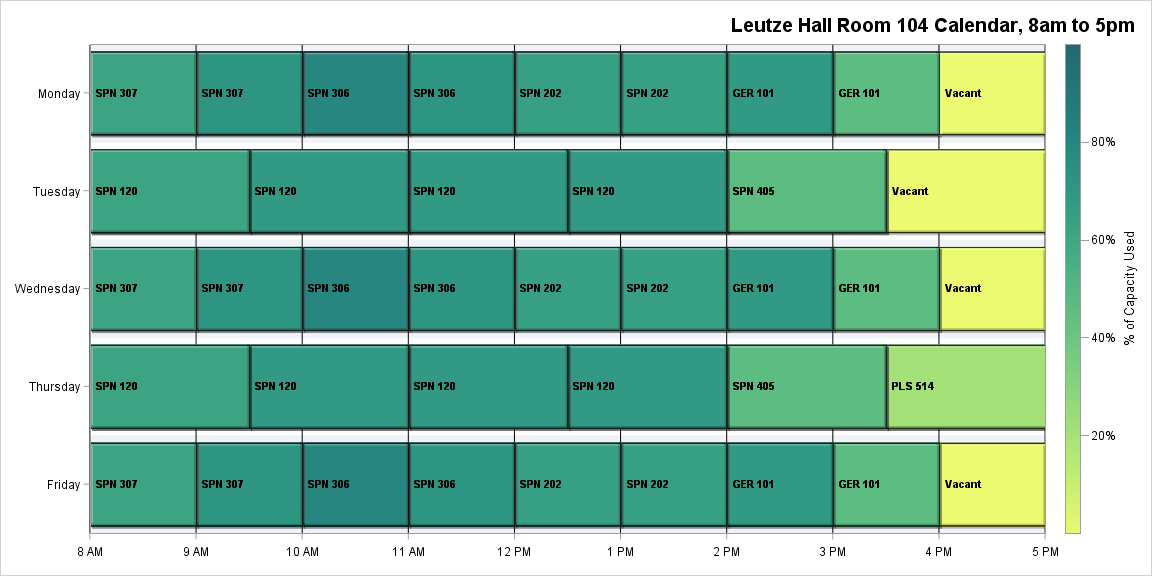 Leutze Hall Room 104 Calendar, 8am to 5pm
Monday
SPN 307
SPN 307
SPN 306
SPN 306
SPN 202
SPN 202
GER 101
GER 101
Vacant
Tuesday
SPN 120
SPN 120
SPN 120
SPN 120
SPN 405
Vacant
Wednesday
SPN 307
SPN 307
SPN 306
SPN 306
SPN 202
SPN 202
GER 101
GER 101
Vacant
Thursday
SPN 120
SPN 120
SPN 120
SPN 120
SPN 405
PLS 514
Friday
SPN 307
SPN 307
SPN 306
SPN 306
SPN 202
SPN 202
GER 101
GER 101
Vacant
8 AM
9 AM
10 AM
11 AM
12 PM
1 PM
2 PM
3 PM
4 PM
5 PM
80%
60%
40%
20%
% of Capacity Used